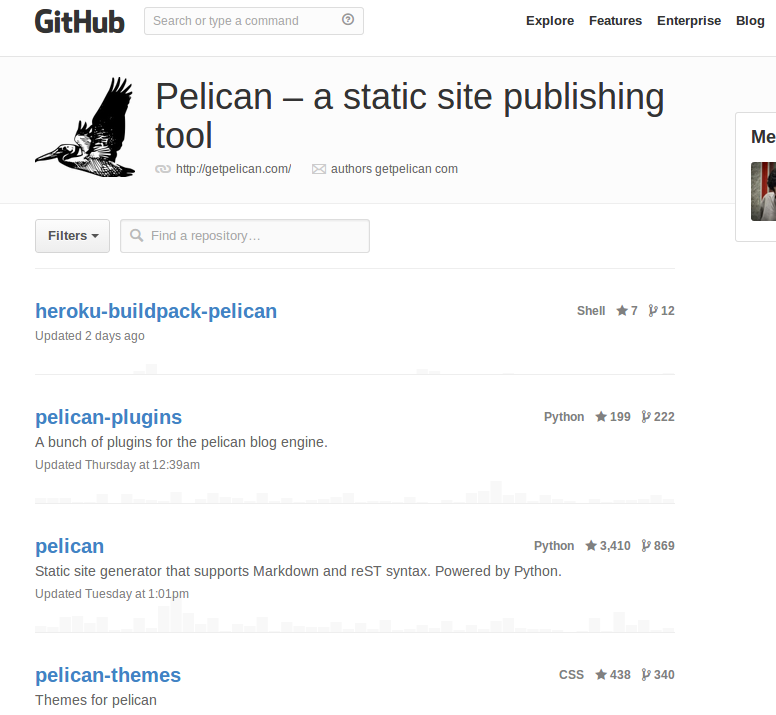 GitHub Search or type a command Explore Features Enterprise Blog
Pelican – a static site publishing
tool
http://getpelican.com/ authors getpelican com
Me
Filters Find a repository…
heroku-buildpack-pelican Shell 7 12
Updated 2 days ago
pelican-plugins Python 199 222
A bunch of plugins for the pelican blog engine.
Updated Thursday at 12:39am
pelican Python 3,410 869
Static site generator that supports Markdown and reST syntax. Powered by Python.
Updated Tuesday at 1:01pm
pelican-themes CSS 438 340
Themes for pelican